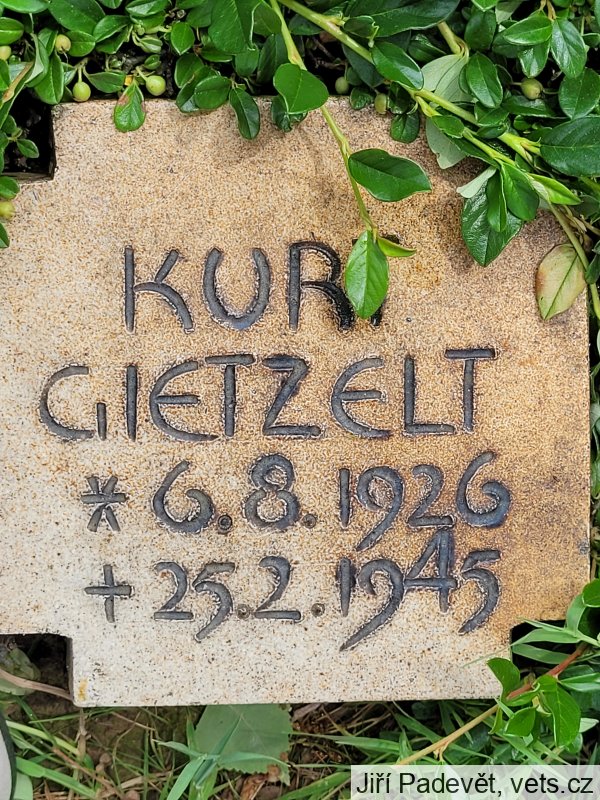 KURT
GIETZELT
* 6.8.1926
+ 25.2.1945
Jiří Padevět, vets.cz